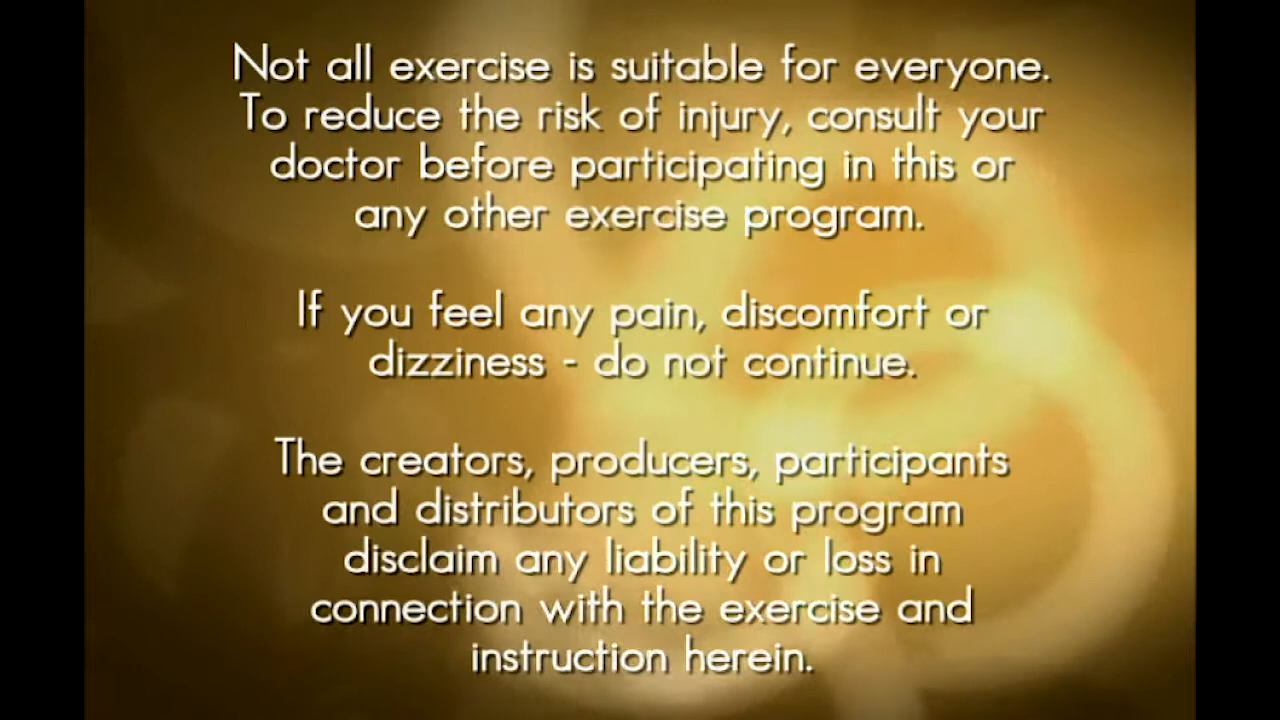 Not all exercise is suitable for everyone.
To reduce the risk of injury, consult your
doctor before participating in this or
any other exercise program.
If you feel any pain, discomfort or
dizziness - do not continue.
The creators, producers, participants
and distributors of this program
disclaim any liability or loss in
connection with the exercise and
instruction herein.